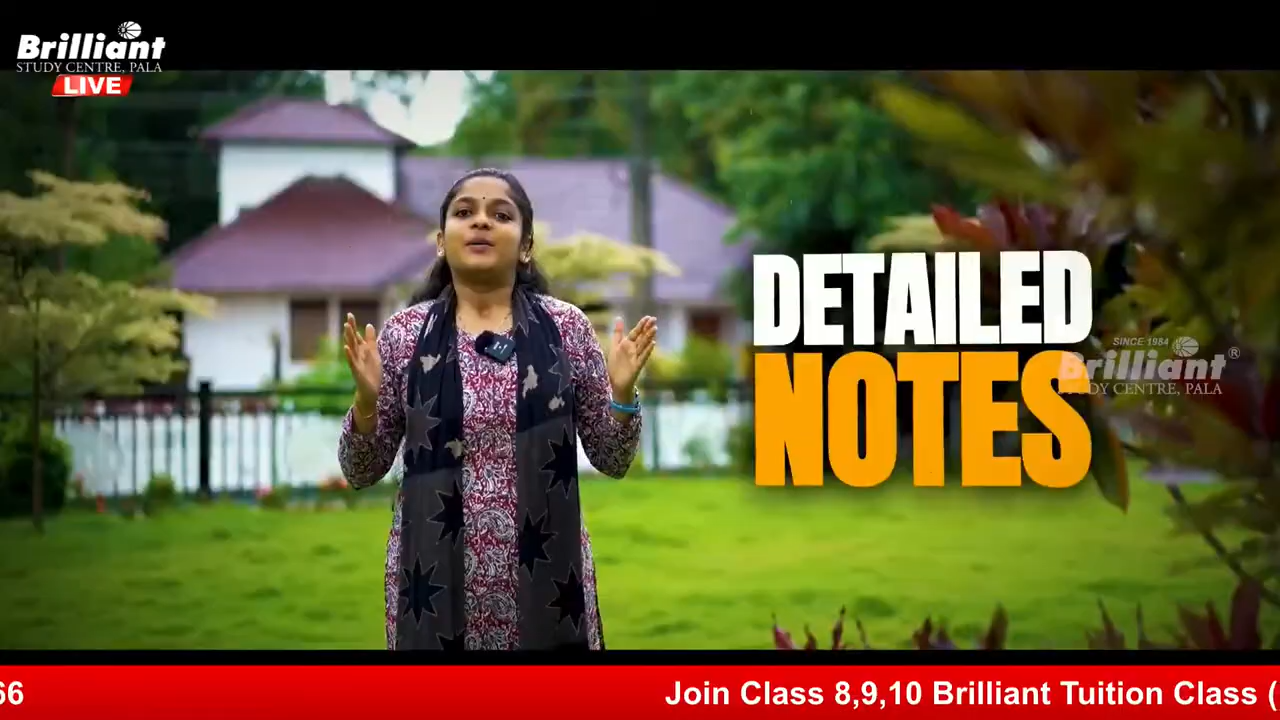 Brilliant
STUDY CENTRE, PALA
LIVE
DETAILED
NOTES
SINCE 1984
Brilliant®
STUDY CENTRE, PALA
66
Join Class 8,9,10 Brilliant Tuition Class (